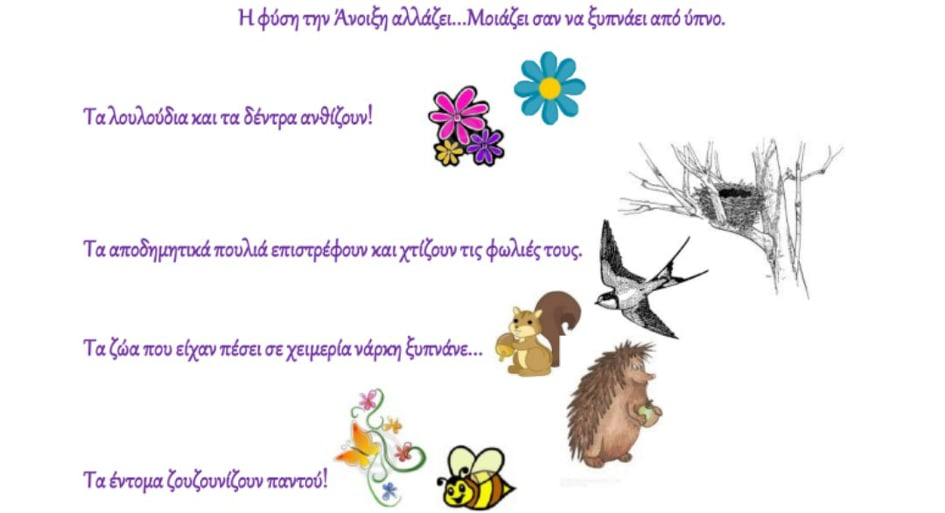 Η φύση την Άνοιξη αλλάζει...Μοιάζει σαν να ξυπνάει από ύπνο.
Τα λουλούδια και τα δέντρα ανθίζουν!
Τα αποδημητικά πουλιά επιστρέφουν και χτίζουν τις φωλιές τους.
Τα ζώα που είχαν πέσει σε χειμερία νάρκη ξυπνάνε...
Τα έντομα ζουζουνίζουν παντού!